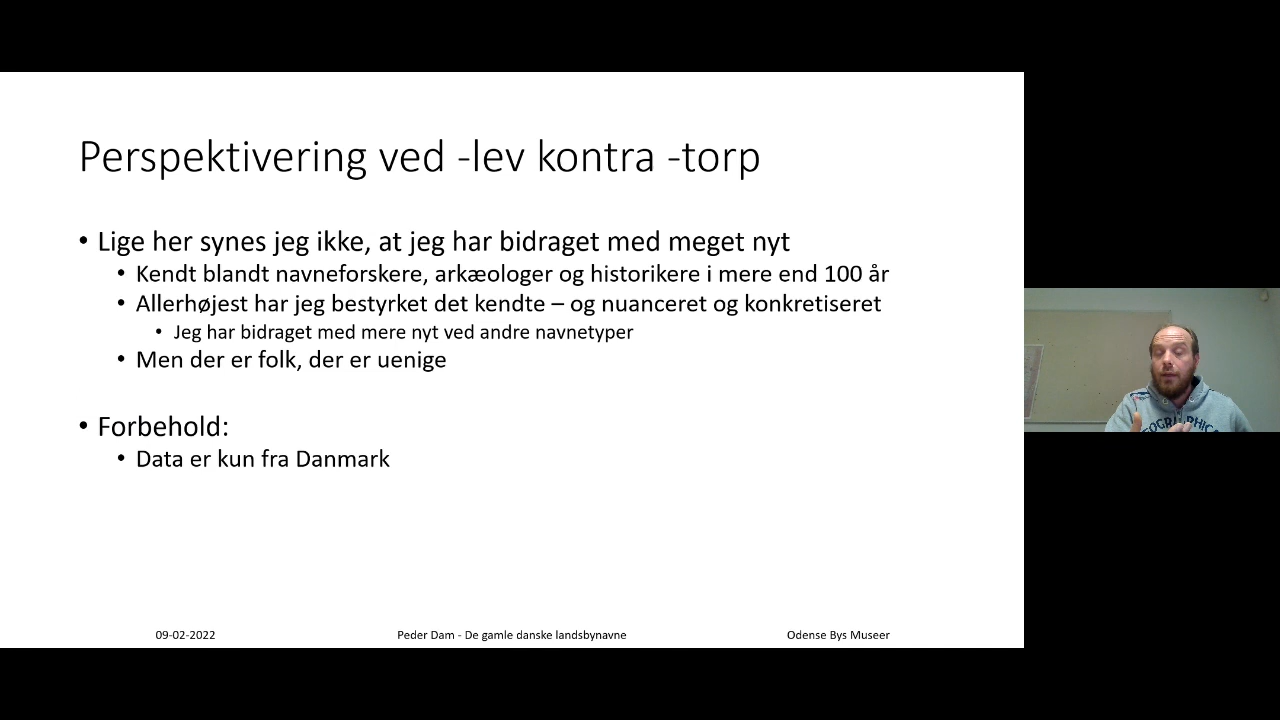 Perspektivering ved -lev kontra -torp
• Lige her synes jeg ikke, at jeg har bidraget med meget nyt
• Kendt blandt navneforskere, arkæologer og historikere i mere end 100 år
• Allerhøjest har jeg bestyrket det kendte – og nuanceret og konkretiseret
• Jeg har bidraget med mere nyt ved andre navnetyper
• Men der er folk, der er uenige
• Forbehold:
• Data er kun fra Danmark
09-02-2022
Peder Dam - De gamle danske landsbynavne
Odense Bys Museer